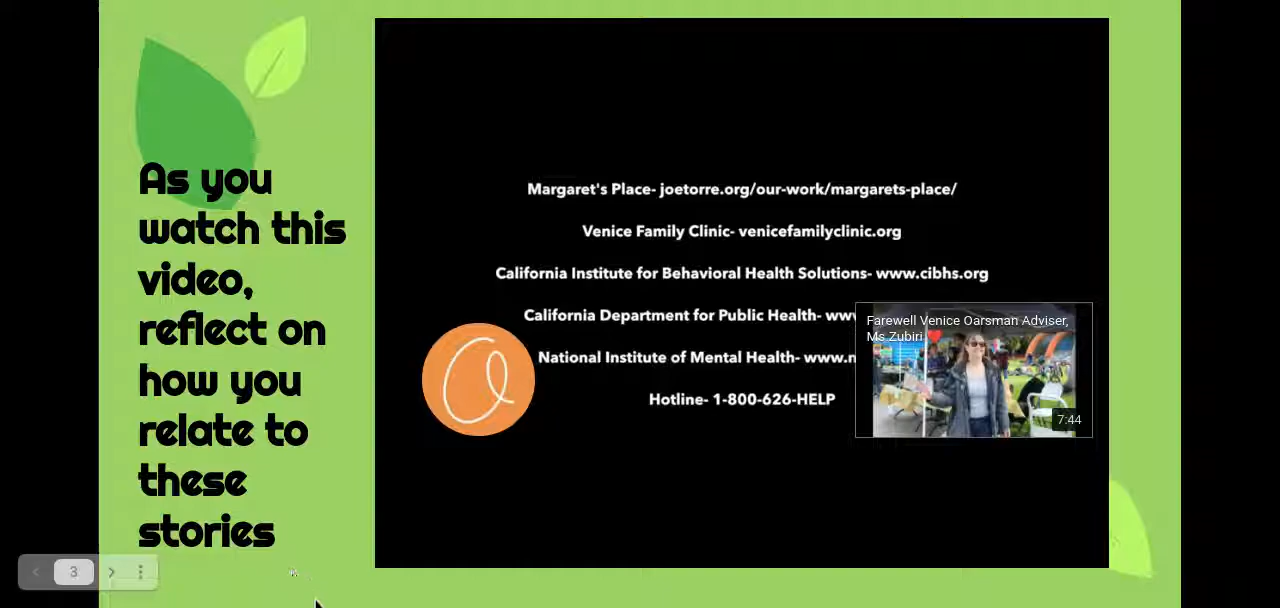 As you
watch this
video,
reflect on
how you
relate to
these
stories
Margaret's Place- joetorre.org/our-work/margarets-place/
Venice Family Clinic- venicefamilyclinic.org
California Institute for Behavioral Health Solutions- www.cibhs.org
California Department for Public Health-
National Institute of Mental Health-
Hotline- 1-800-626-HELP
Farewell Venice Oarsman Adviser,
Ms Zubiri ❤️
7:44
3